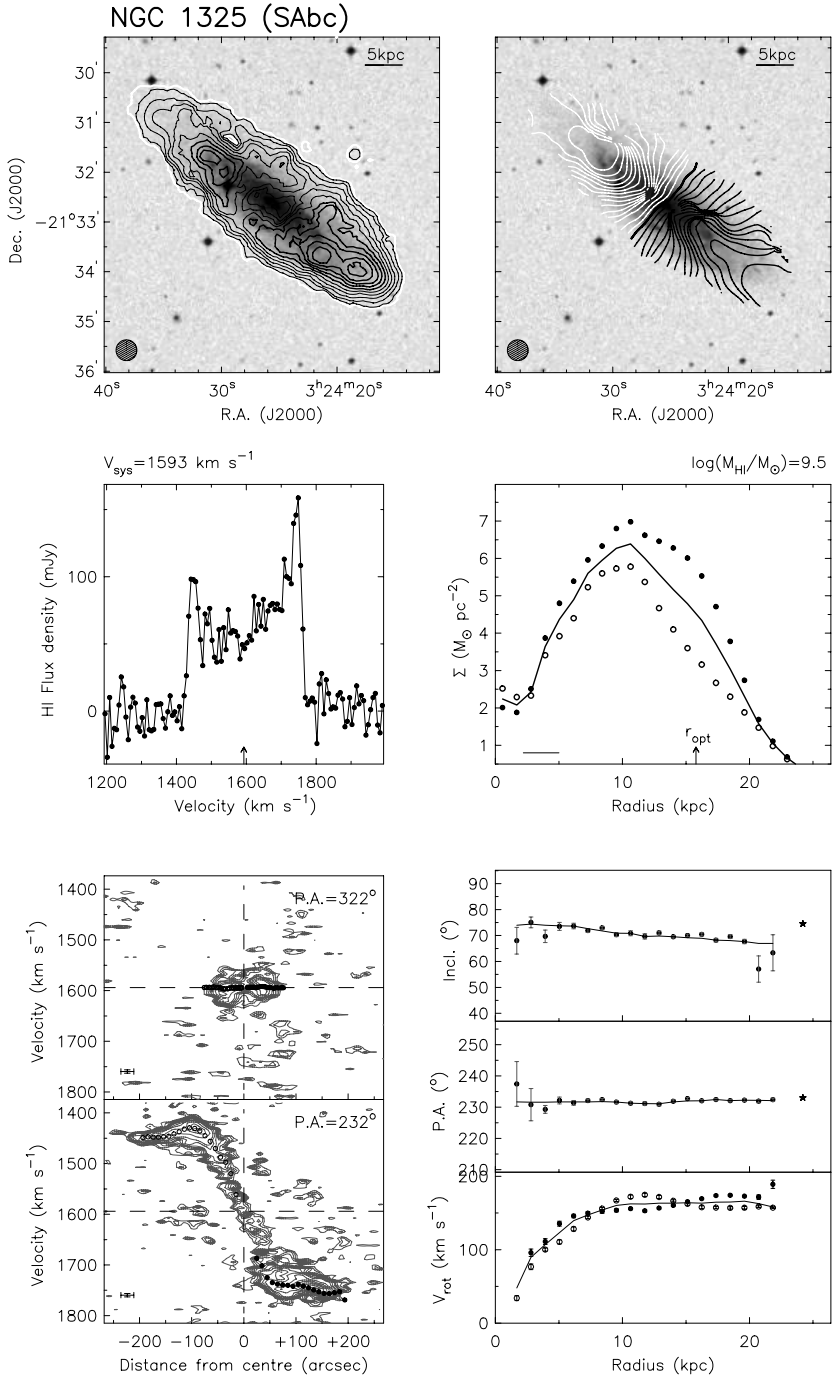 NGC 1325 (SAbc)
5kpc
5kpc
30'
31'
32'
−21°33'
34'
35'
36'
Dec. (J2000)
40s 30s 3h24m20s
R.A. (J2000)
40s 30s 3h24m20s
R.A. (J2000)
Vsys=1593 km s−1
HI Flux density (mJy)
100
0
1200 1400 1600 1800
Velocity (km s−1)
log(MHI/M☉)=9.5
Σ (M☉ pc−2)
7
6
5
4
3
2
1
ropt
0 10 20
Radius (kpc)
P.A.=322°
Velocity (km s−1)
1400
1500
1600
1700
1800
P.A.=232°
Velocity (km s−1)
1400
1500
1600
1700
1800
−200 −100 0 +100 +200
Distance from centre (arcsec)
Incl. (°)
90
80
70
60
50
40
P.A. (°)
250
240
230
220
210
Vrot (km s−1)
200
100
0
0 10 20
Radius (kpc)